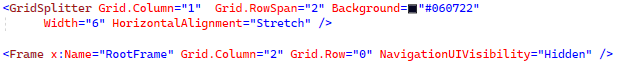 <GridSplitter Grid.Column="1"  Grid.RowSpan="2" Background="#060722"
Width="6" HorizontalAlignment="Stretch" />
<Frame x:Name="RootFrame" Grid.Column="2" Grid.Row="0" NavigationUIVisibility="Hidden" />